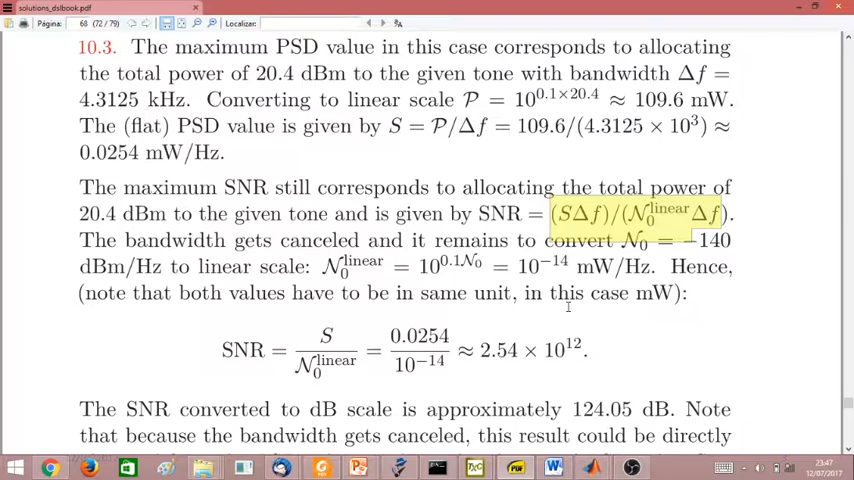 solutions_dslbook.pdf
Página: 68 (72 / 79) Localizar:
10.3. The maximum PSD value in this case corresponds to allocating
the total power of 20.4 dBm to the given tone with bandwidth Δf =
4.3125 kHz. Converting to linear scale 𝒫 = 10^{0.1×20.4} ≈ 109.6 mW.
The (flat) PSD value is given by S = 𝒫/Δf = 109.6/(4.3125 × 10³) ≈
0.0254 mW/Hz.
The maximum SNR still corresponds to allocating the total power of
20.4 dBm to the given tone and is given by SNR = (SΔf)/(𝒩₀^{linear}Δf).
The bandwidth gets canceled and it remains to convert 𝒩₀ = −140
dBm/Hz to linear scale: 𝒩₀^{linear} = 10^{0.1𝒩₀} = 10^{−14} mW/Hz. Hence,
(note that both values have to be in same unit, in this case mW):
SNR = S / 𝒩₀^{linear} = 0.0254 / 10^{−14} ≈ 2.54 × 10^{12}.
The SNR converted to dB scale is approximately 124.05 dB. Note
that because the bandwidth gets canceled, this result could be directly
23:47
12/07/2017